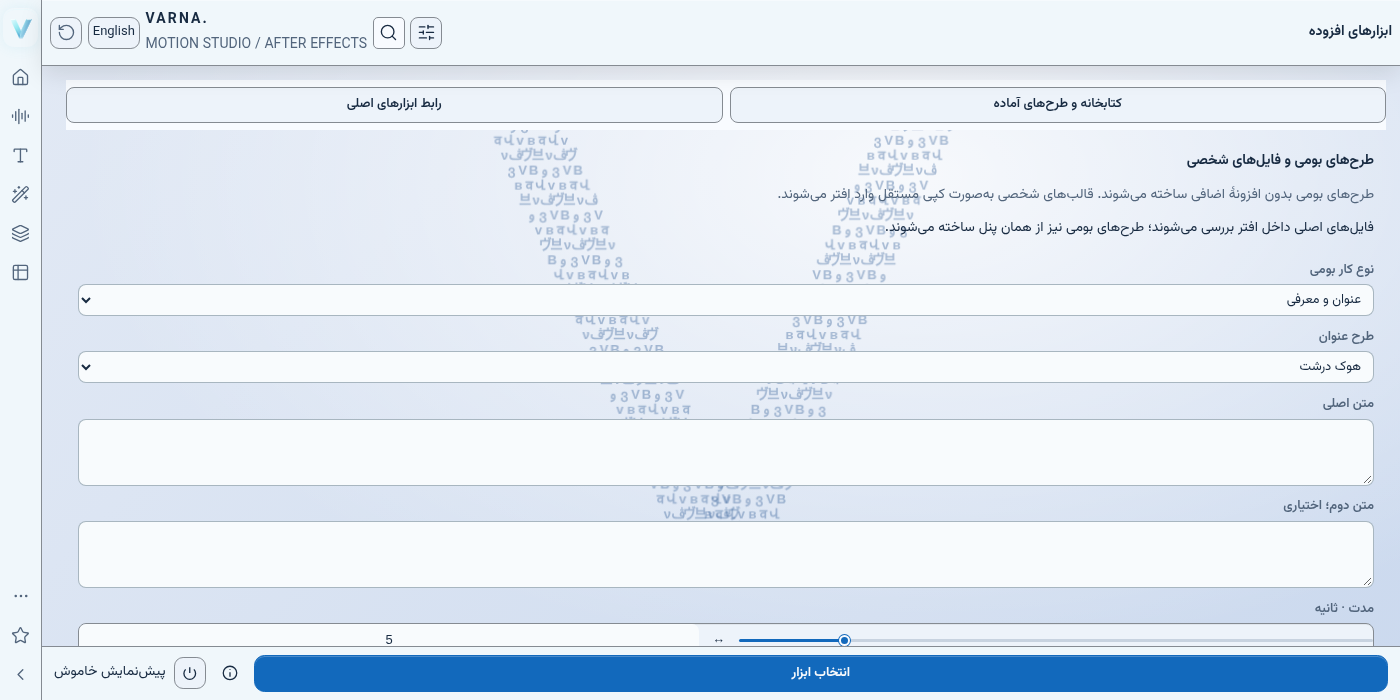 ابزارهای افزوده
VARNA.
MOTION STUDIO / AFTER EFFECTS
English
کتابخانه و طرح‌های آماده
رابط ابزارهای اصلی
طرح‌های بومی و فایل‌های شخصی
طرح‌های بومی بدون افزونهٔ اضافی ساخته می‌شوند. قالب‌های شخصی به‌صورت کپی مستقل وارد افتر می‌شوند.
فایل‌های اصلی داخل افتر بررسی می‌شوند؛ طرح‌های بومی نیز از همان پنل ساخته می‌شوند.
نوع کار بومی
عنوان و معرفی
طرح عنوان
هوک درشت
متن اصلی
متن دوم؛ اختیاری
مدت · ثانیه
5
انتخاب ابزار
پیش‌نمایش خاموش